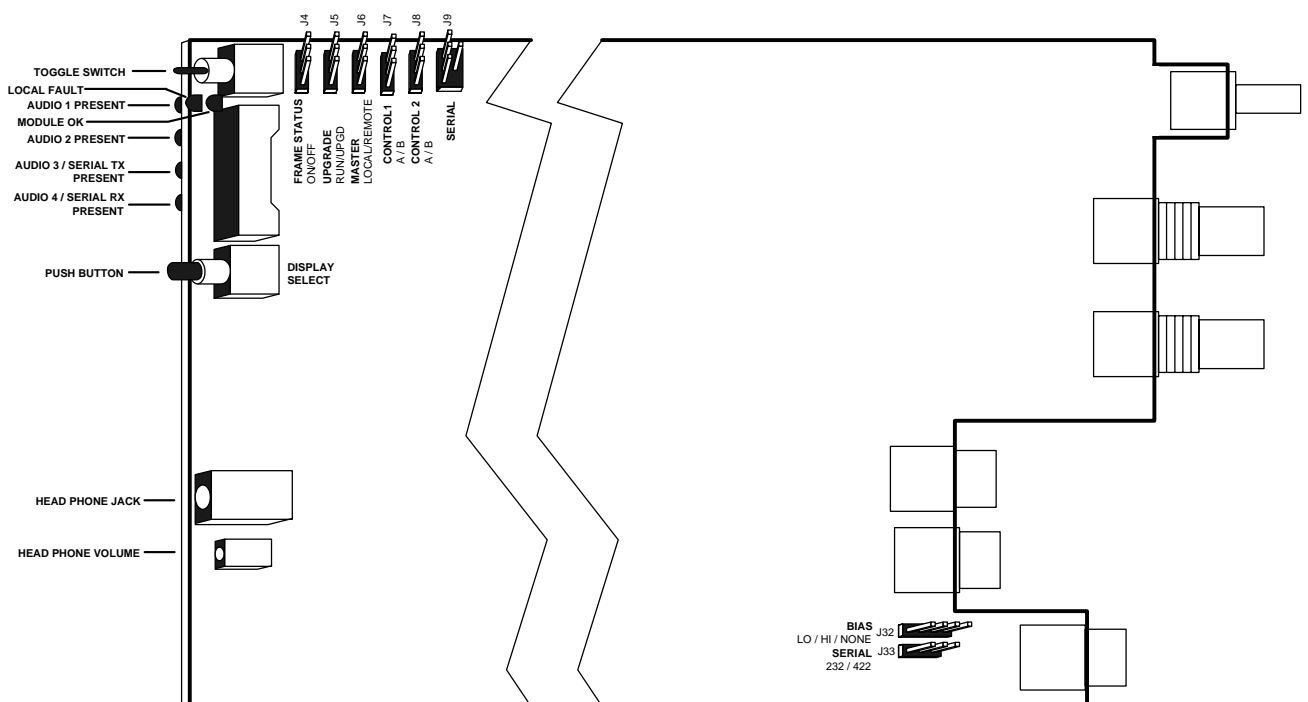 J4
J5
J6
J7
J8
J9
TOGGLE SWITCH
LOCAL FAULT
AUDIO 1 PRESENT
MODULE OK
AUDIO 2 PRESENT
AUDIO 3 / SERIAL TX
PRESENT
AUDIO 4 / SERIAL RX
PRESENT
PUSH BUTTON
FRAME STATUS
ON/OFF
UPGRADE
RUN/UPGD
MASTER
LOCAL/REMOTE
CONTROL1
A / B
CONTROL 2
A / B
SERIAL
DISPLAY
SELECT
HEAD PHONE JACK
HEAD PHONE VOLUME
BIAS
LO / HI / NONE
J32
SERIAL
J33
232 / 422